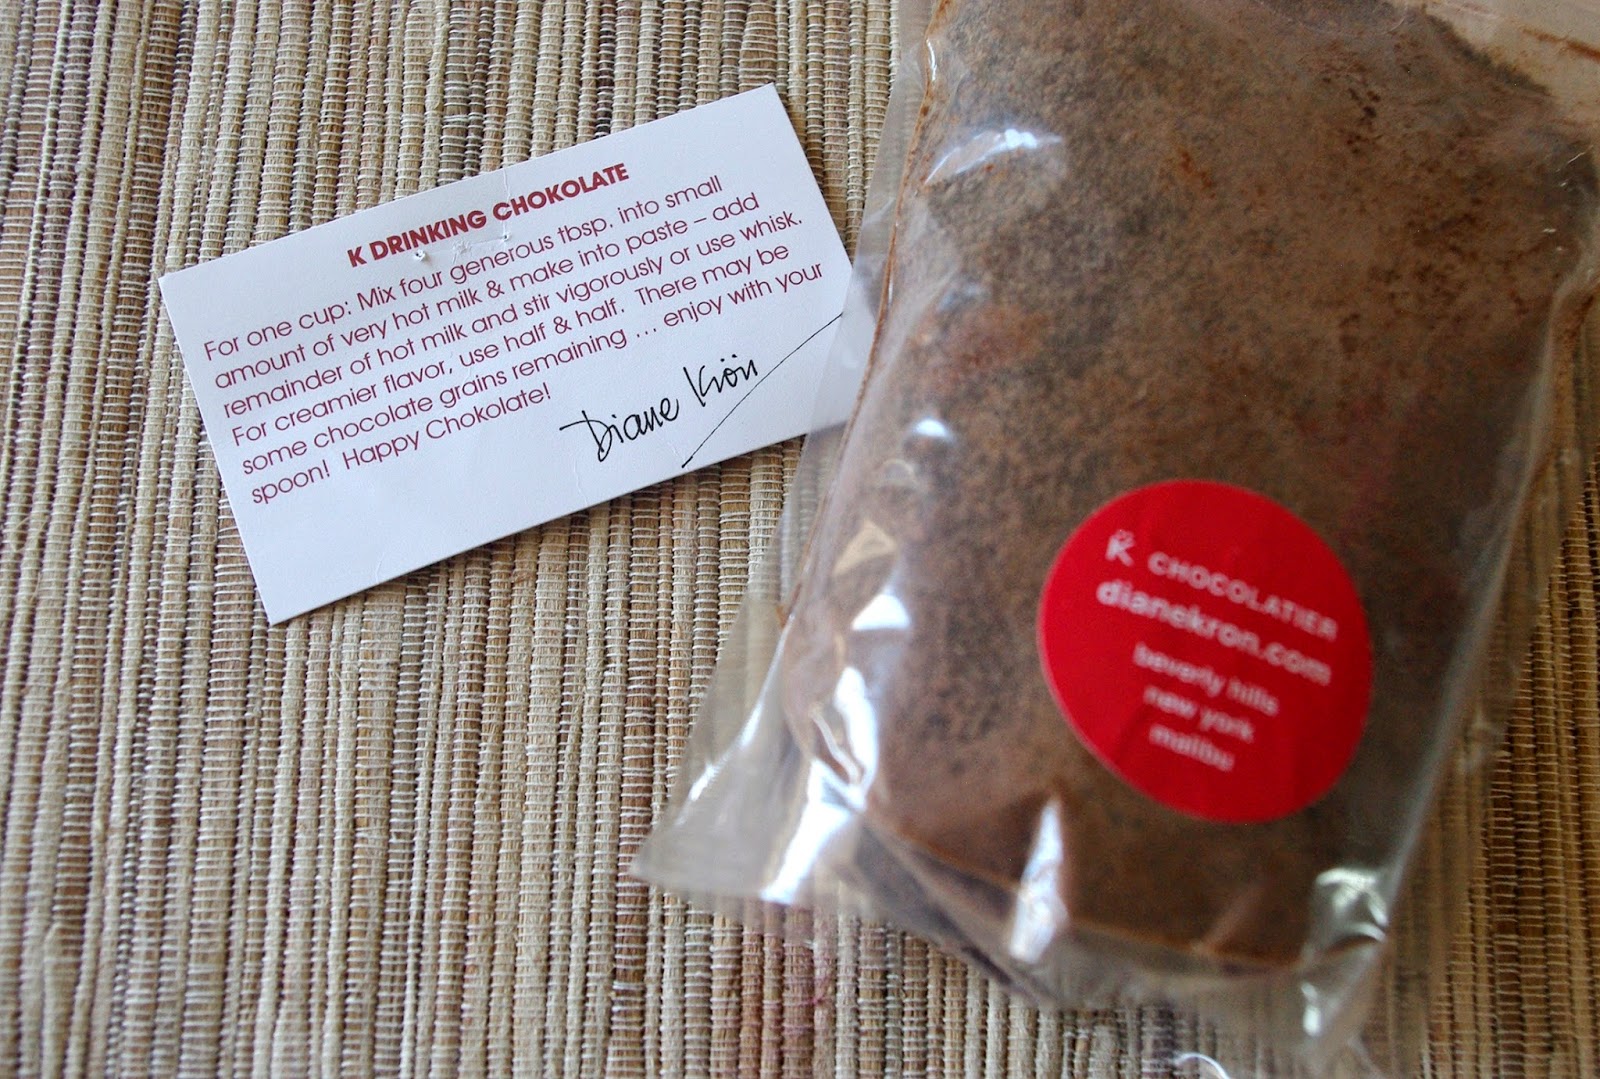 K DRINKING CHOKOLATE
For one cup: Mix four generous tbsp. into small
amount of very hot milk & make into paste – add
remainder of hot milk and stir vigorously or use whisk.
For creamier flavor, use half & half. There may be
some chocolate grains remaining ... enjoy with your
spoon! Happy Chokolate!
Diane Krön
K CHOCOLATIER
dianekron.com
beverly hills
new york
malibu